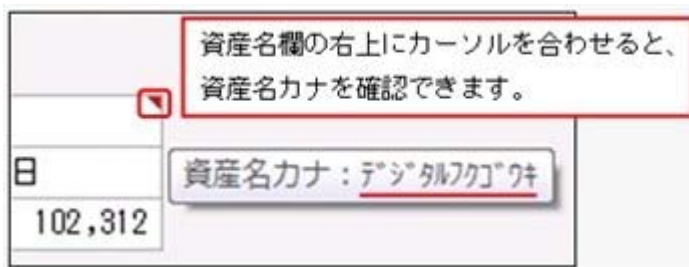 資産名欄の右上にカーソルを合わせると、
資産名カナを確認できます。
日
資産名カナ：ﾃﾞｼﾞﾀﾙﾌｸｺﾞｳｷ
102,312